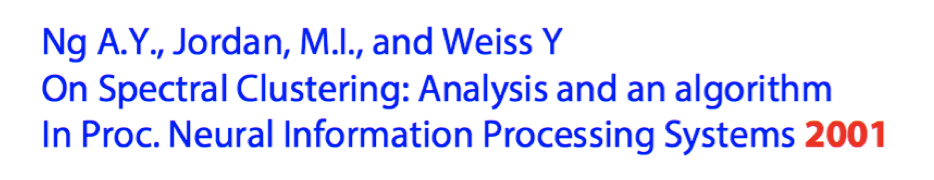 Ng A.Y., Jordan, M.I., and Weiss Y
On Spectral Clustering: Analysis and an algorithm
In Proc. Neural Information Processing Systems 2001